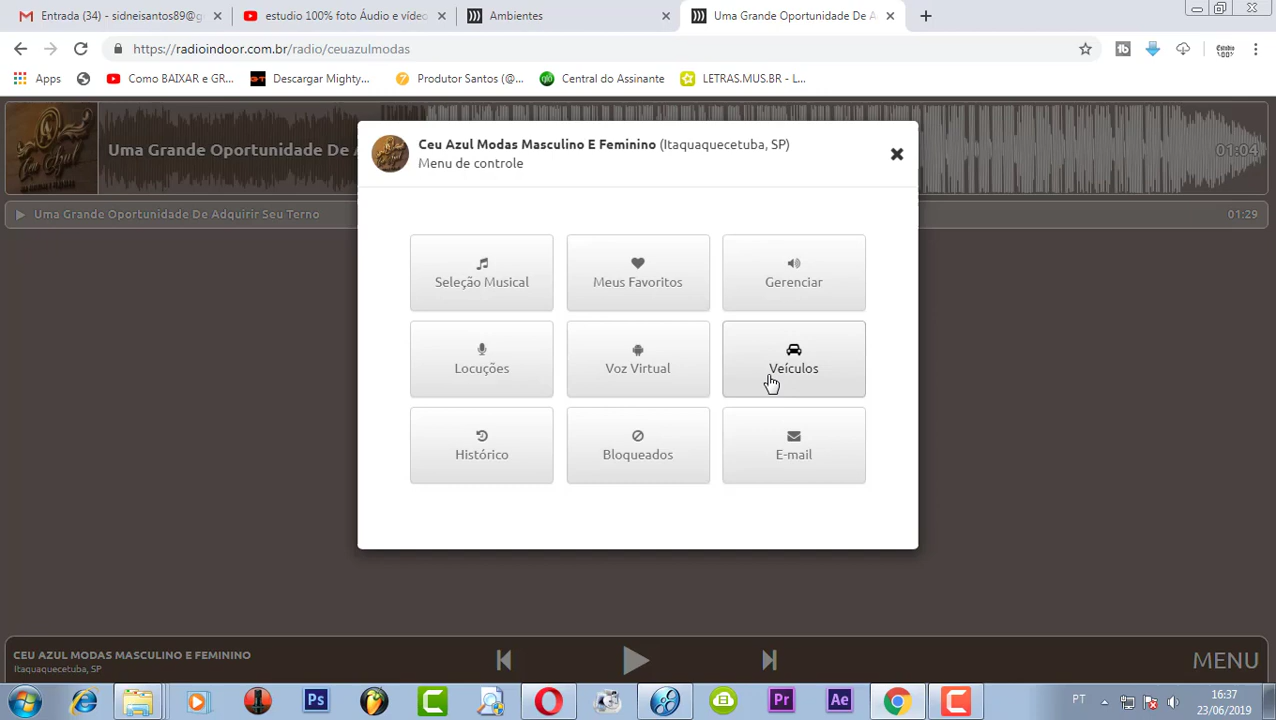 Entrada (34) - sidneisantos89@g
estudio 100% foto Áudio e vídeo
Ambientes
Uma Grande Oportunidade De A
https://radioindoor.com.br/radio/ceuazulmodas
Apps
Como BAIXAR e GR...
Descargar Mighty...
Produtor Santos (@...
Central do Assinante
LETRAS.MUS.BR - L...
Uma Grande Oportunidade De A
01:04
Uma Grande Oportunidade De Adquirir Seu Terno
01:29
Ceu Azul Modas Masculino E Feminino (Itaquaquecetuba, SP)
Menu de controle
Seleção Musical
Meus Favoritos
Gerenciar
Locuções
Voz Virtual
Veículos
Histórico
Bloqueados
E-mail
CEU AZUL MODAS MASCULINO E FEMININO
Itaquaquecetuba, SP
MENU
Ps
Pr
Ae
PT
16:37
23/06/2019